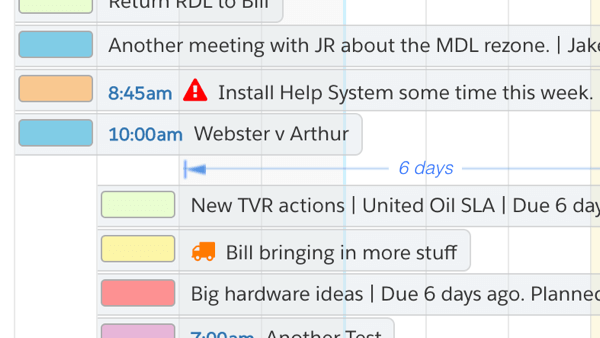 Return RDL to Bill
Another meeting with JR about the MDL rezone. | Jake
8:45am Install Help System some time this week.
10:00am Webster v Arthur
6 days
New TVR actions | United Oil SLA | Due 6 day
Bill bringing in more stuff
Big hardware ideas | Due 6 days ago. Planned
7:00am Another Test